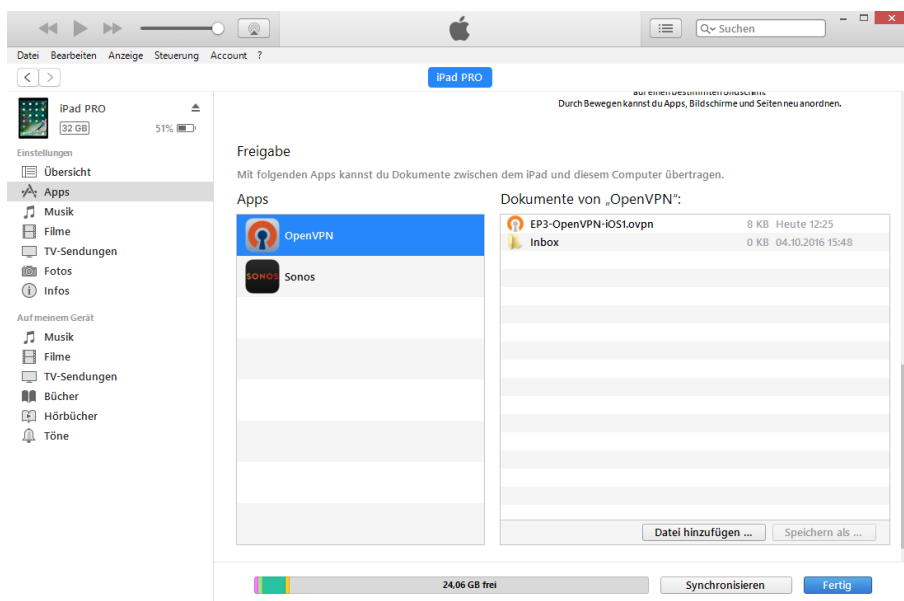 Suchen
Datei Bearbeiten Anzeige Steuerung Account ?
iPad PRO
auf einen bestimmten Bildschirm.
Durch Bewegen kannst du Apps, Bildschirme und Seiten neu anordnen.
iPad PRO
32 GB
51%
Einstellungen
Übersicht
Apps
Musik
Filme
TV-Sendungen
Fotos
Infos
Auf meinem Gerät
Musik
Filme
TV-Sendungen
Bücher
Hörbücher
Töne
Freigabe
Mit folgenden Apps kannst du Dokumente zwischen dem iPad und diesem Computer übertragen.
Apps
OpenVPN
SONOS
Sonos
Dokumente von „OpenVPN“:
EP3-OpenVPN-iOS1.ovpn 8 KB Heute 12:25
Inbox 0 KB 04.10.2016 15:48
Datei hinzufügen ... Speichern als ...
24,06 GB frei
Synchronisieren
Fertig